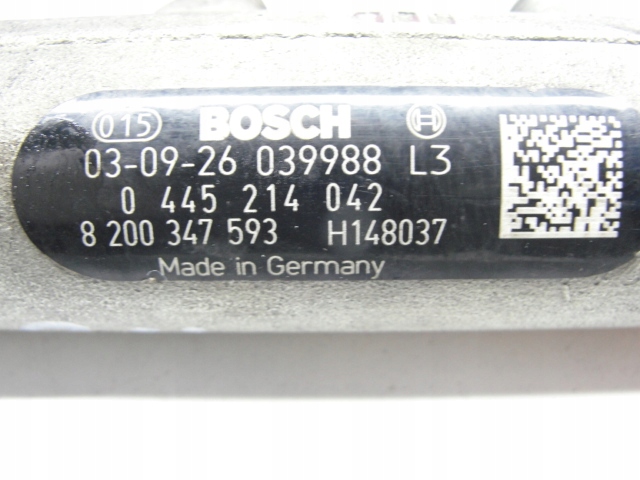 015 BOSCH
03-09-26 039988 L3
0 445 214 042
8 200 347 593 H148037
Made in Germany